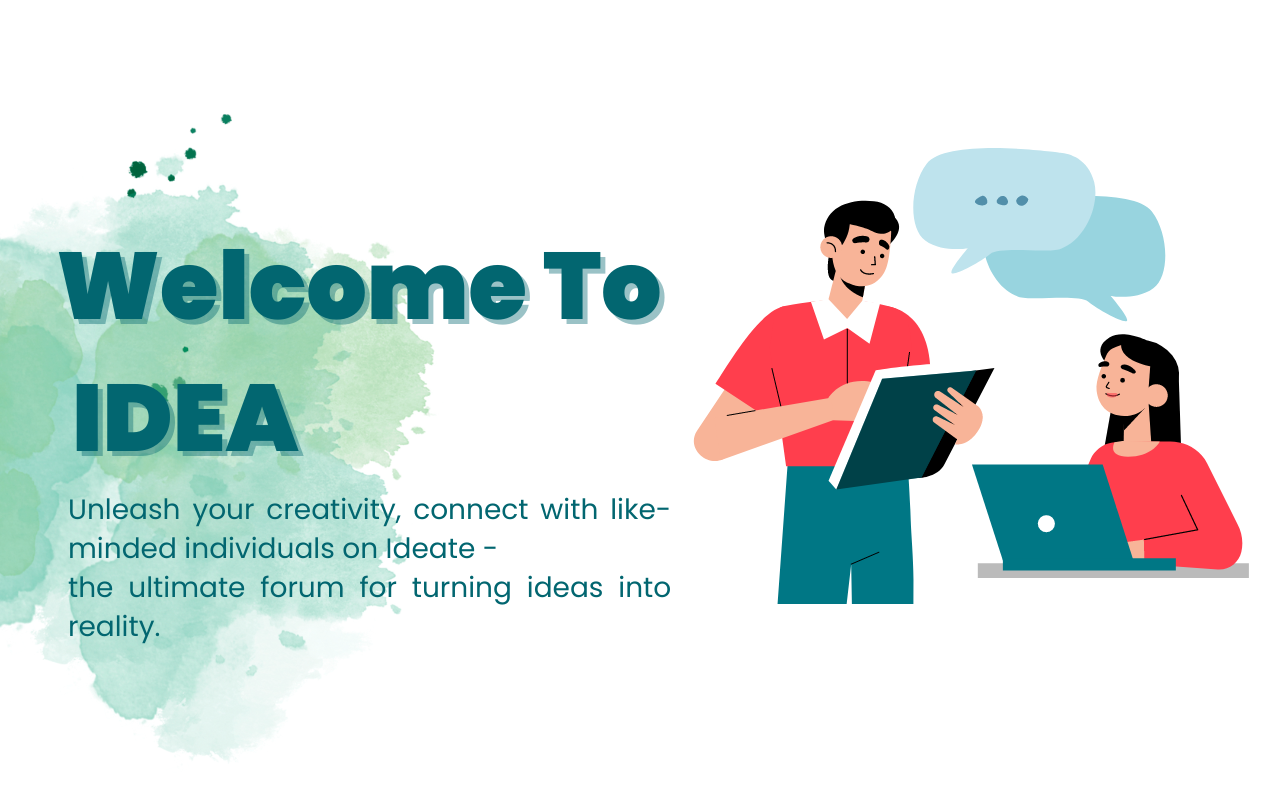 Welcome To
IDEA
Unleash your creativity, connect with like-
minded individuals on Ideate -
the ultimate forum for turning ideas into
reality.